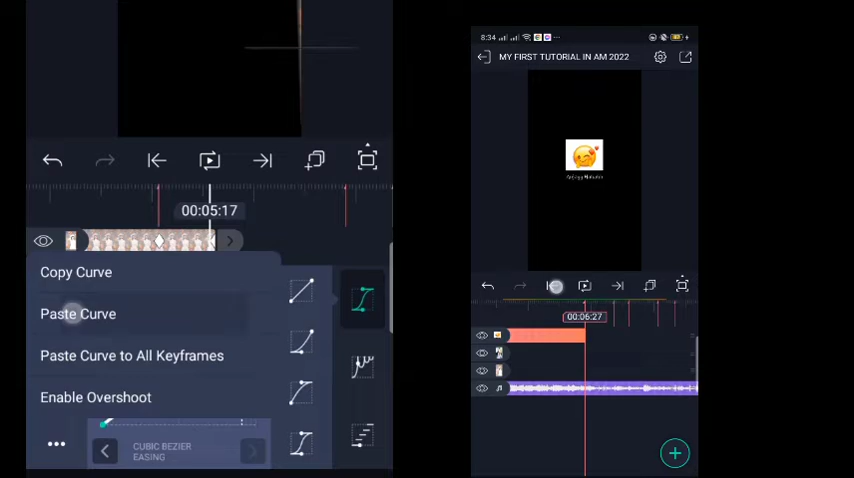 00:05:17
Copy Curve
Paste Curve
Paste Curve to All Keyframes
Enable Overshoot
CUBIC BEZIER
EASING
8:34
MY FIRST TUTORIAL IN AM 2022
00:06:27